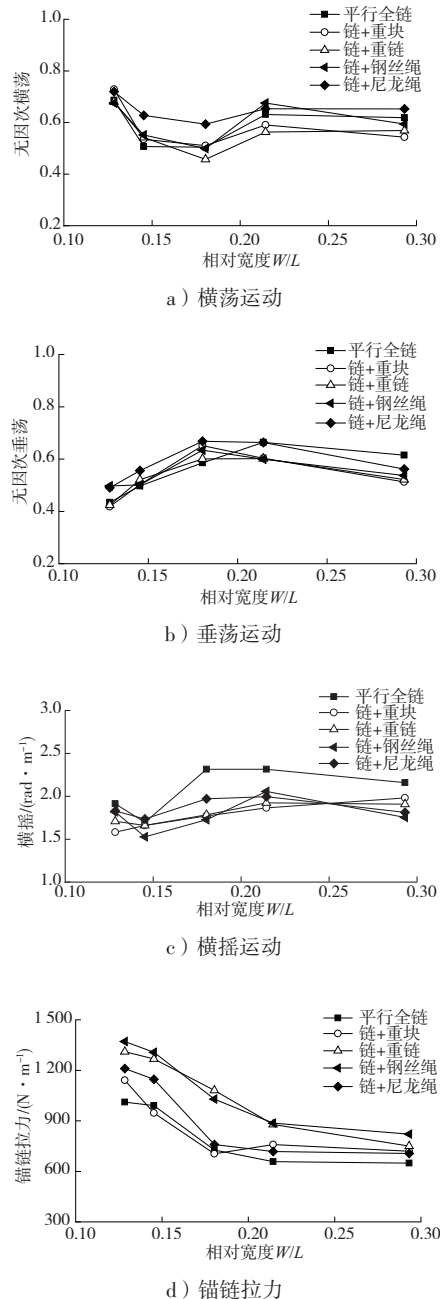 1.0
0.8
0.6
0.4
0.2
无因次横荡
平行全链
链+重块
链+重链
链+钢丝绳
链+尼龙绳
0.10 0.15 0.20 0.25 0.30
相对宽度W/L
a）横荡运动
1.0
0.8
0.6
0.4
0.2
无因次垂荡
平行全链
链+重块
链+重链
链+钢丝绳
链+尼龙绳
0.10 0.15 0.20 0.25 0.30
相对宽度W/L
b）垂荡运动
3.0
2.5
2.0
1.5
1.0
横摇/(rad·m⁻¹)
平行全链
链+重块
链+重链
链+钢丝绳
链+尼龙绳
0.10 0.15 0.20 0.25 0.30
相对宽度W/L
c）横摇运动
1 500
1 200
900
600
300
锚链拉力/(N·m⁻¹)
平行全链
链+重块
链+重链
链+钢丝绳
链+尼龙绳
0.10 0.15 0.20 0.25 0.30
相对宽度W/L
d）锚链拉力